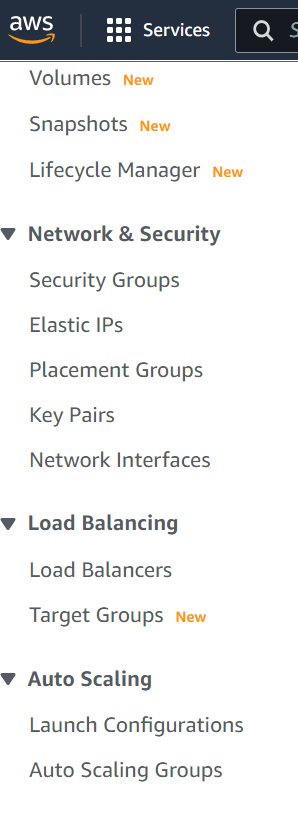 aws Services
Volumes New
Snapshots New
Lifecycle Manager New
Network & Security
Security Groups
Elastic IPs
Placement Groups
Key Pairs
Network Interfaces
Load Balancing
Load Balancers
Target Groups New
Auto Scaling
Launch Configurations
Auto Scaling Groups